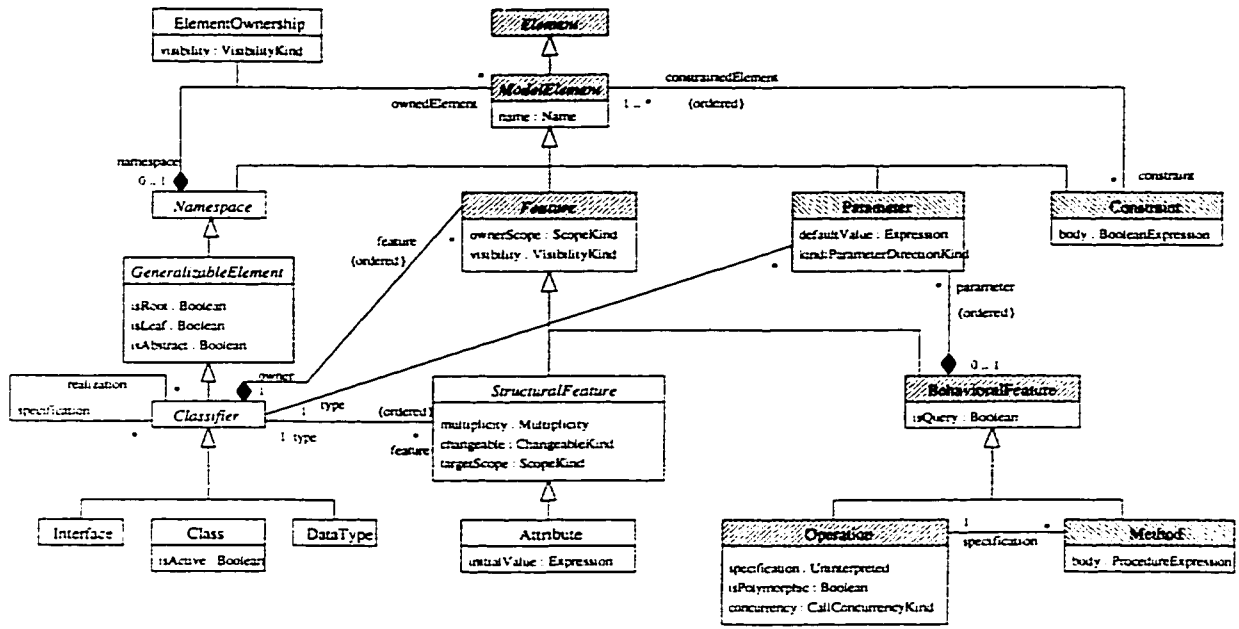 ElementOwnership
visibility : VisibilityKind
Element
ModelElement
name : Name
*
ownedElement
constrainedElement
1 .. *
{ordered}
namespace
0 .. 1
* constraint
Namespace
Feature
ownerScope : ScopeKind
visibility : VisibilityKind
Parameter
defaultValue : Expression
kind:ParameterDirectionKind
Constraint
body : BooleanExpression
feature
*
{ordered}
*
* parameter
{ordered}
GeneralizableElement
isRoot : Boolean
isLeaf : Boolean
isAbstract : Boolean
0 .. 1
realization
*
specification
*
Classifier
owner
1
1 type
1 type
{ordered}
*
feature
StructuralFeature
multiplicity : Multiplicity
changeable : ChangeableKind
targetScope : ScopeKind
BehavioralFeature
isQuery : Boolean
Interface
Class
isActive : Boolean
DataType
Attribute
initialValue : Expression
Operation
specification : Uninterpreted
isPolymorphic : Boolean
concurrency : CallConcurrencyKind
1
*
specification
Method
body : ProcedureExpression